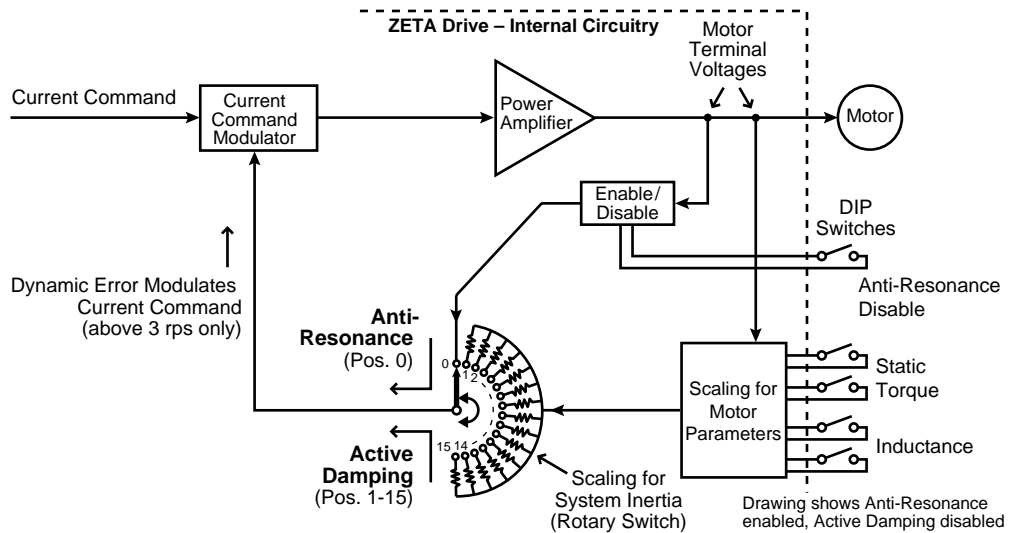 ZETA Drive – Internal Circuitry
Motor
Terminal
Voltages
Current Command
Current
Command
Modulator
Power
Amplifier
Motor
Enable/
Disable
DIP
Switches
Anti-Resonance
Disable
Dynamic Error Modulates
Current Command
(above 3 rps only)
Anti-
Resonance
(Pos. 0)
0
1
2
Scaling for
Motor
Parameters
Static
Torque
Inductance
15
14
Active
Damping
(Pos. 1-15)
Scaling for
System Inertia
(Rotary Switch)
Drawing shows Anti-Resonance
enabled, Active Damping disabled